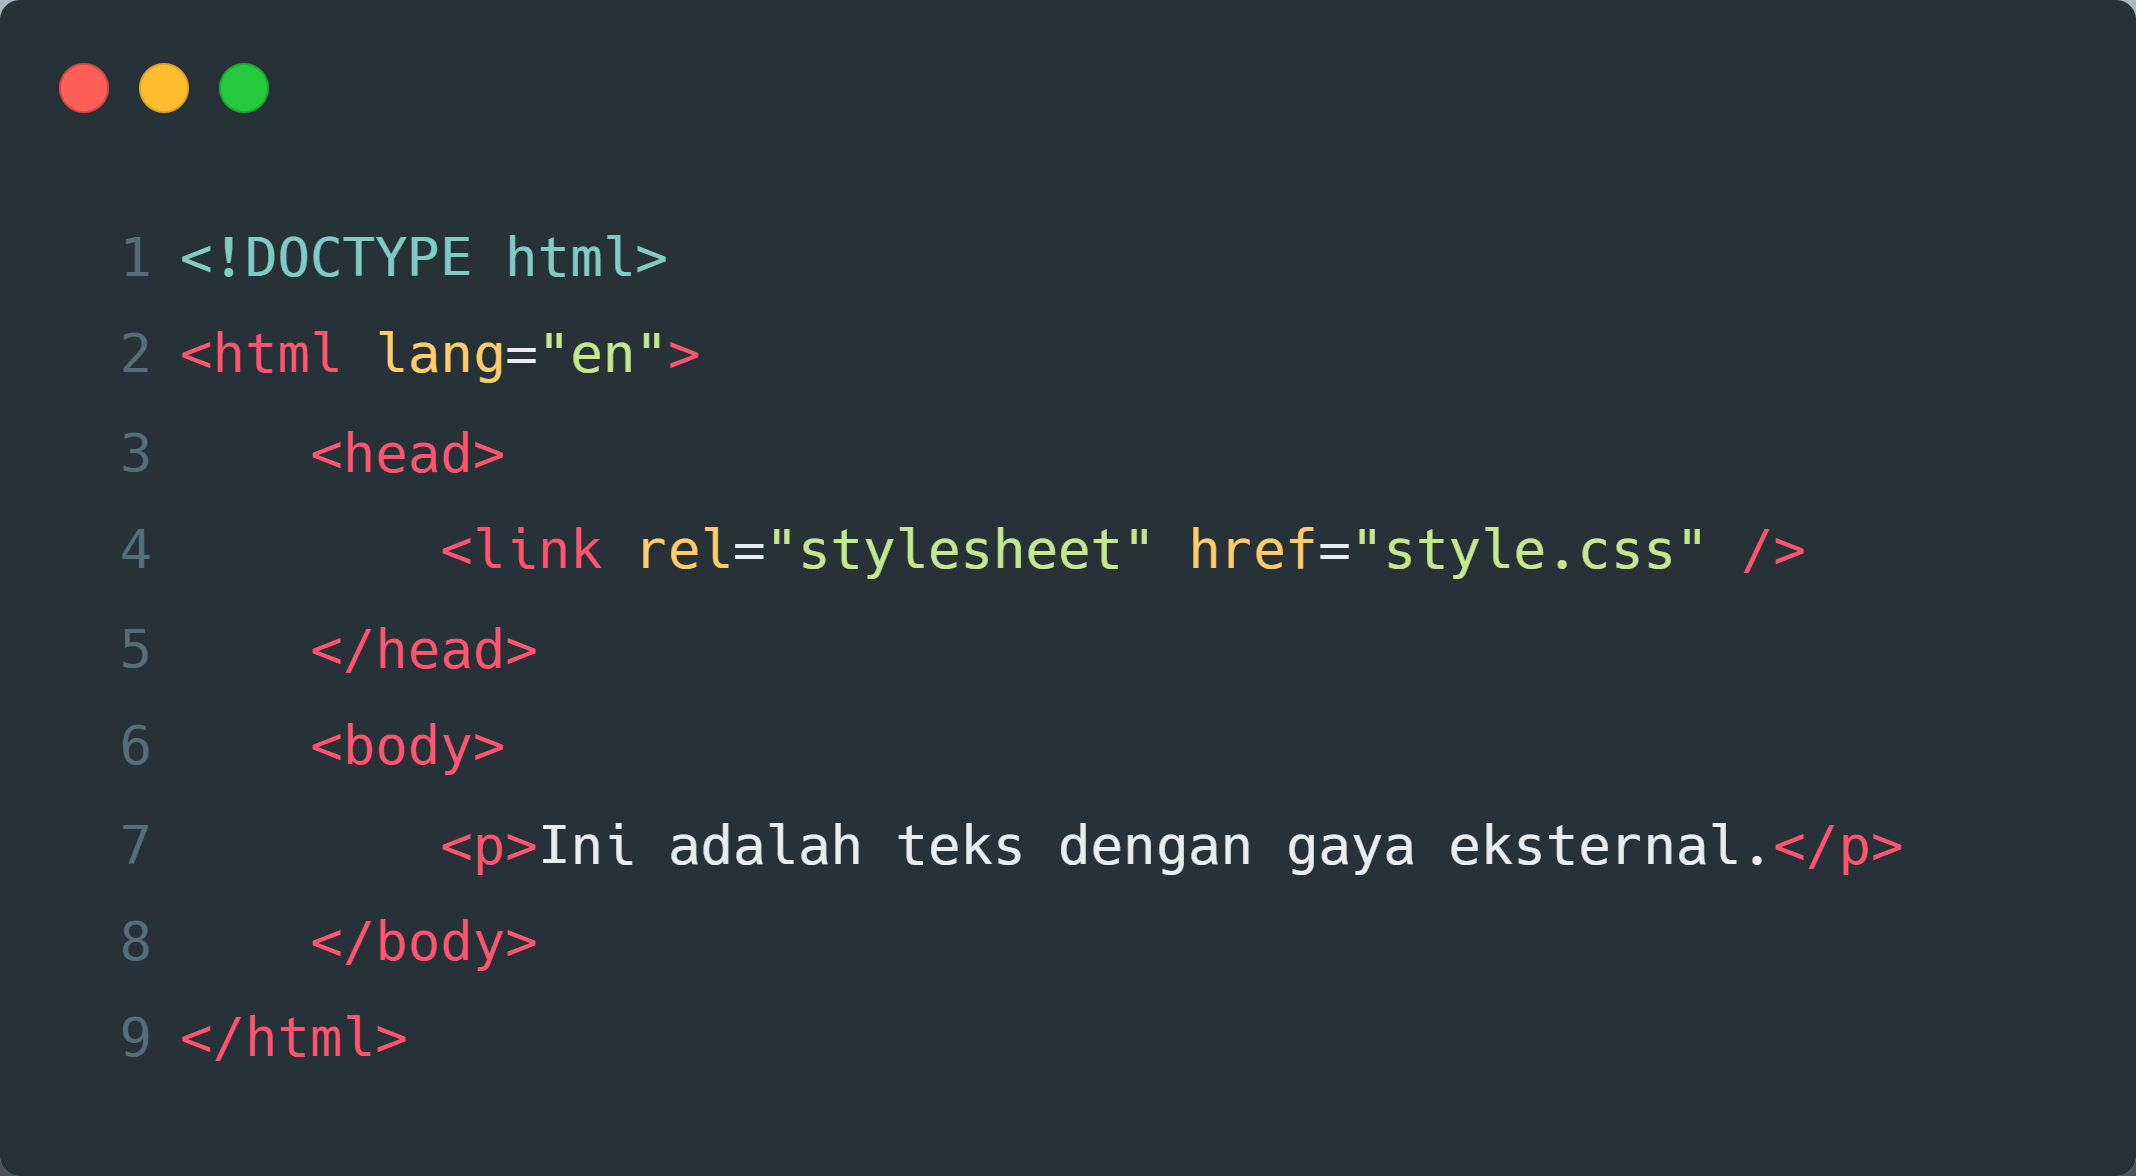 1 <!DOCTYPE html>
2 <html lang="en">
3     <head>
4         <link rel="stylesheet" href="style.css" />
5     </head>
6     <body>
7         <p>Ini adalah teks dengan gaya eksternal.</p>
8     </body>
9 </html>